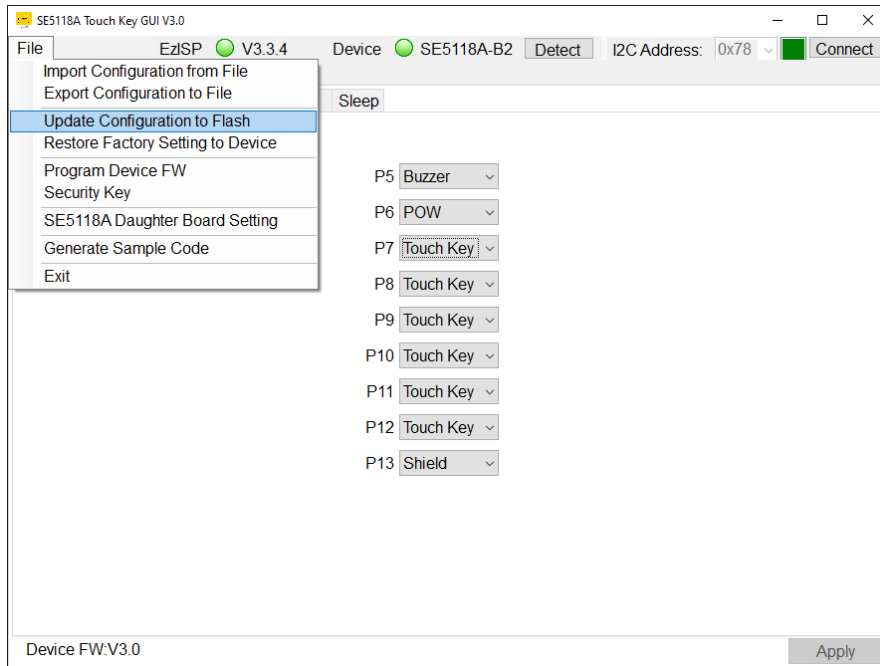 SE5118A Touch Key GUI V3.0
File EzISP V3.3.4 Device SE5118A-B2 Detect I2C Address: 0x78 Connect
Import Configuration from File
Export Configuration to File
Update Configuration to Flash
Restore Factory Setting to Device
Program Device FW
Security Key
SE5118A Daughter Board Setting
Generate Sample Code
Exit
Sleep
P5 Buzzer
P6 POW
P7 Touch Key
P8 Touch Key
P9 Touch Key
P10 Touch Key
P11 Touch Key
P12 Touch Key
P13 Shield
Device FW:V3.0
Apply